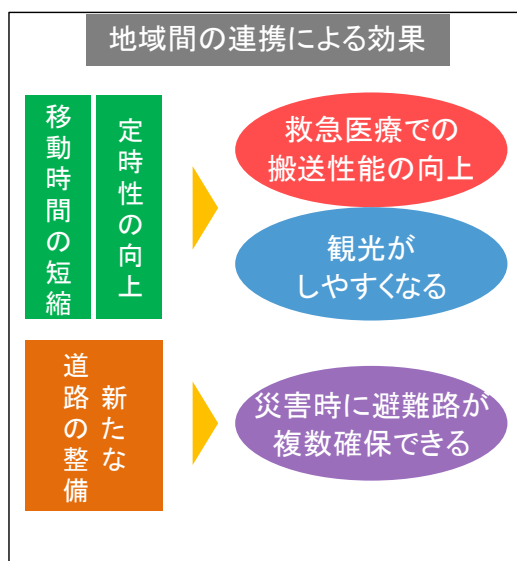 地域間の連携による効果
移動時間の短縮
定時性の向上
救急医療での
搬送性能の向上
観光が
しやすくなる
新たな
道路の整備
災害時に避難路が
複数確保できる